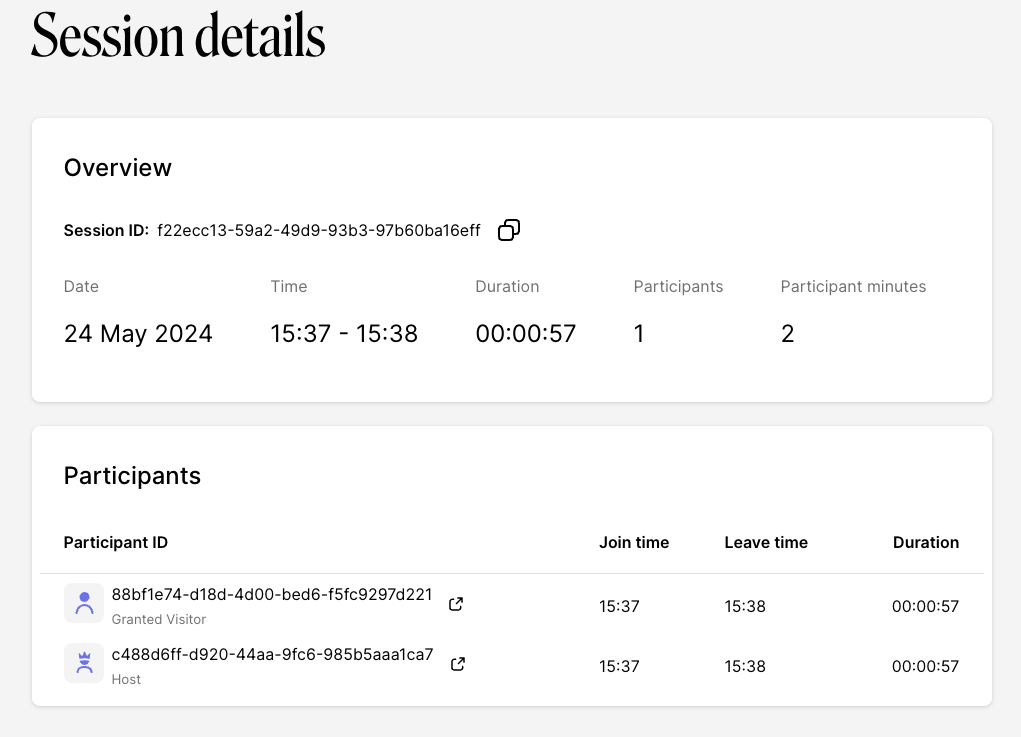 Session details
Overview
Session ID: f22ecc13-59a2-49d9-93b3-97b60ba16eff
Date Time Duration Participants Participant minutes
24 May 2024 15:37 - 15:38 00:00:57 1 2
Participants
Participant ID Join time Leave time Duration
88bf1e74-d18d-4d00-bed6-f5fc9297d221 15:37 15:38 00:00:57
Granted Visitor
c488d6ff-d920-44aa-9fc6-985b5aaa1ca7 15:37 15:38 00:00:57
Host